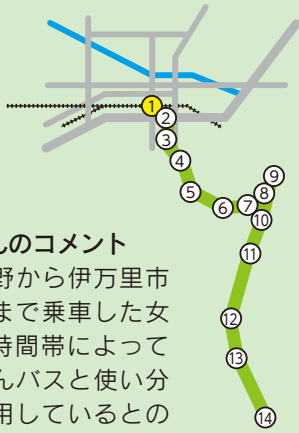 1
2
3
4
5
6
7
8
9
10
11
12
13
14
んのコメント
野から伊万里市
まで乗車した女
時間帯によって
んバスと使い分
用しているとの